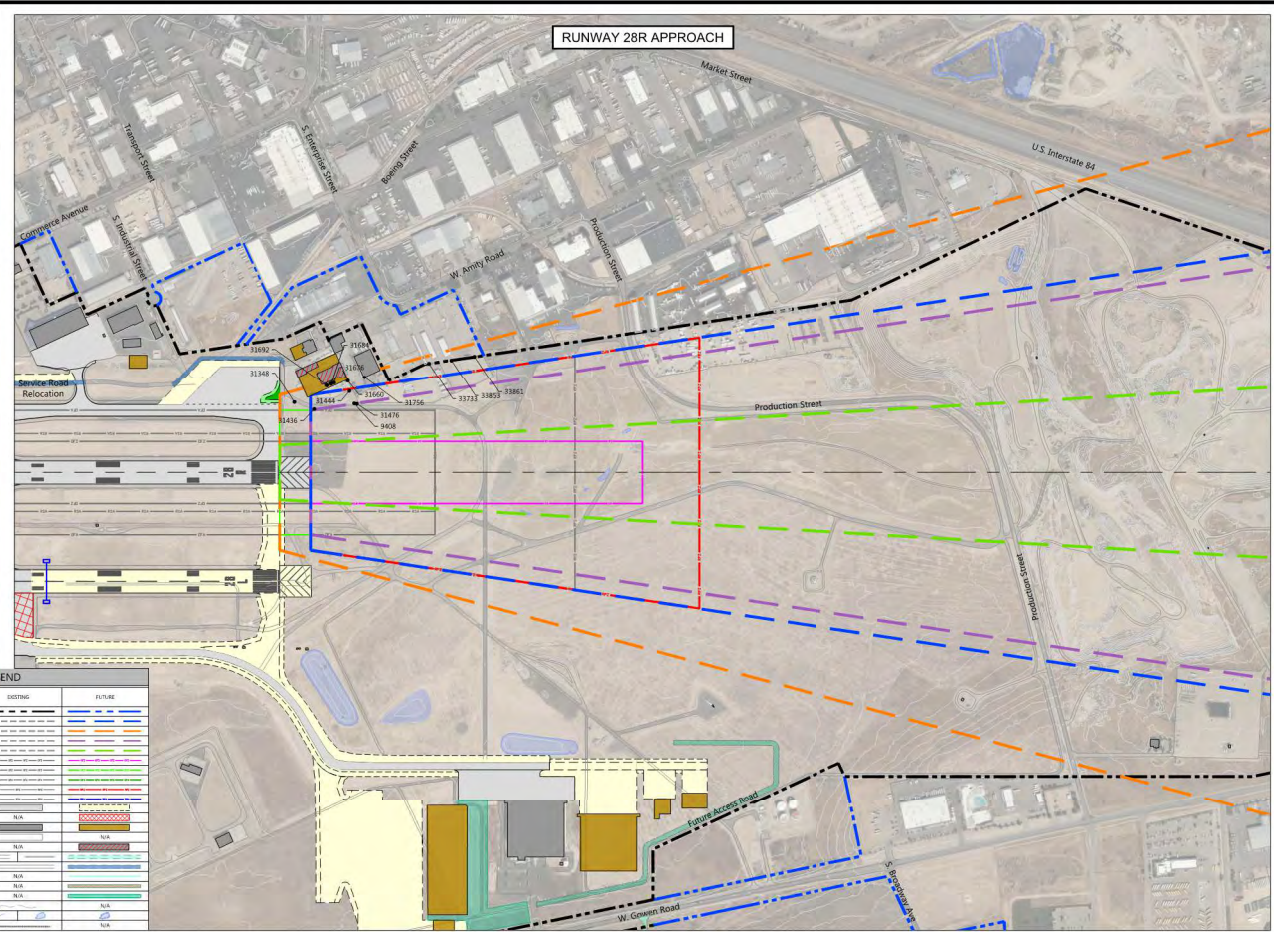 RUNWAY 28R APPROACH
Market Street
U.S. Interstate 84
Transport Street
S. Enterprise Street
Boeing Street
Commerce Avenue
S. Industrial Street
Production Street
W. Amity Road
31692
31684
31348
31676
31444
31660
31756
33733
33853
33861
31436
31476
9408
Service Road
Relocation
Production Street
28
R
28
L
Production Street
END
EXISTING
FUTURE
N/A
N/A
N/A
N/A
N/A
N/A
N/A
N/A
Future Access Road
W. Gowen Road
S. Broadway Ave